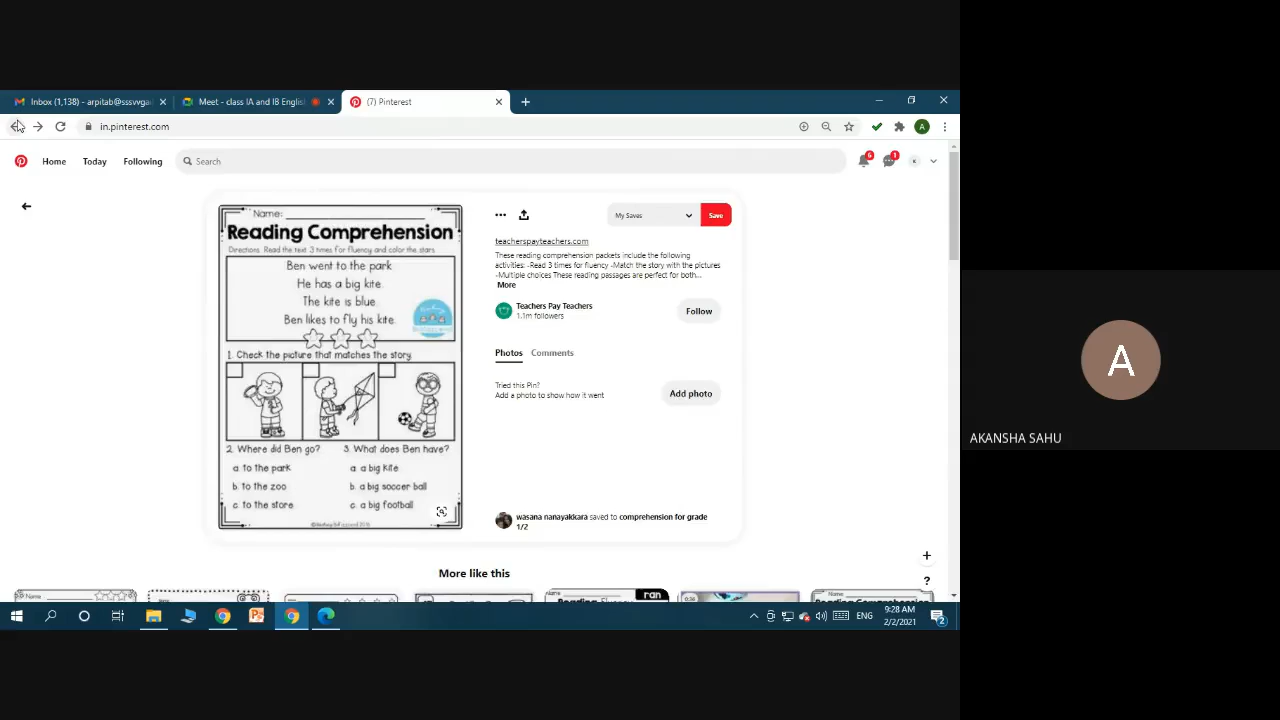 Inbox (1,138) - arpitab@sssvvga
Meet - class IA and IB Englis
(7) Pinterest
in.pinterest.com
A
Home
Today
Following
Search
6
1
K
Name:
Reading Comprehension
Directions: Read the text 3 times for fluency and color the stars.
Ben went to the park.
He has a big kite.
The kite is blue.
Ben likes to fly his kite.
1. Check the picture that matches the story.
2. Where did Ben go?
a. to the park
b. to the zoo
c. to the store
3. What does Ben have?
a. a big kite
b. a big soccer ball
c. a big football
My Saves
Save
teacherspayteachers.com
These reading comprehension packets include the following
activities: -Read 3 times for fluency -Match the story with the pictures
-Multiple choices These reading passages are perfect for both...
More
Teachers Pay Teachers
1.1m followers
Follow
Photos
Comments
Tried this Pin?
Add a photo to show how it went
Add photo
wasana nanayakkara saved to comprehension for grade
1/2
+
?
More like this
Name
ran
ENG
9:28 AM
2/2/2021
2
A
AKANSHA SAHU